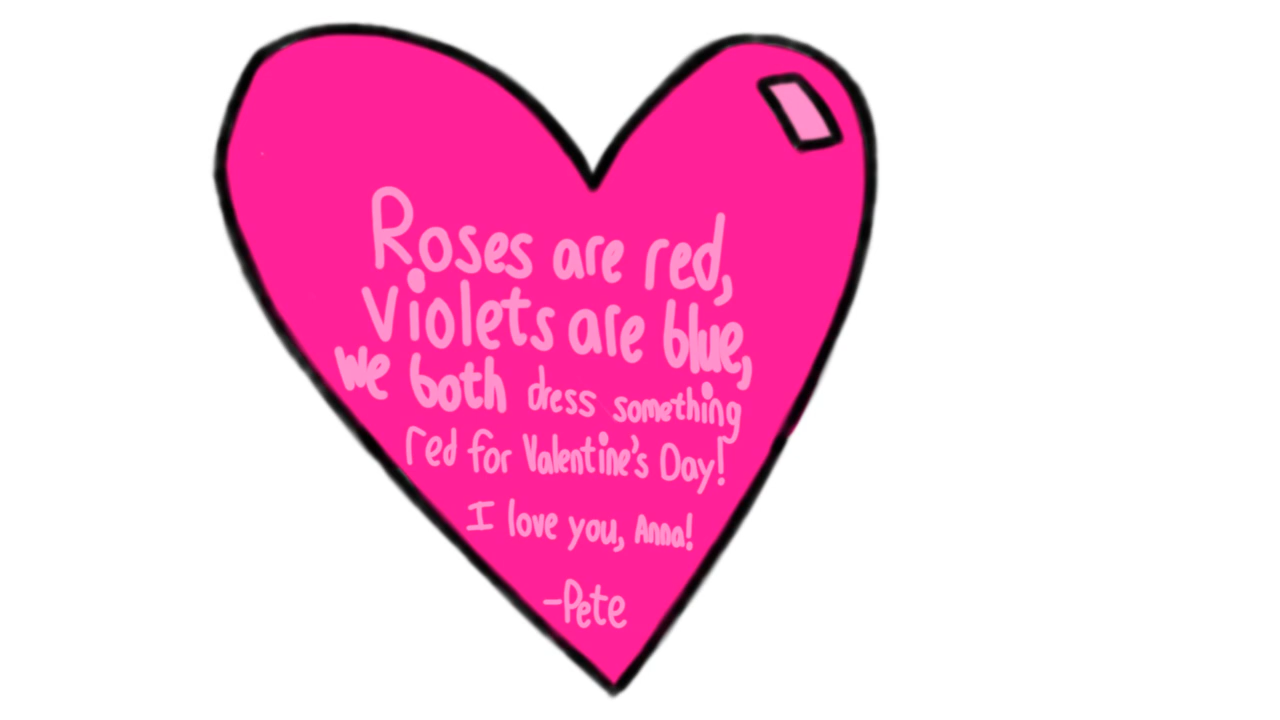 Roses are red,
violets are blue,
we both dress something
red for Valentine's Day!
I love you, Anna!
-Pete